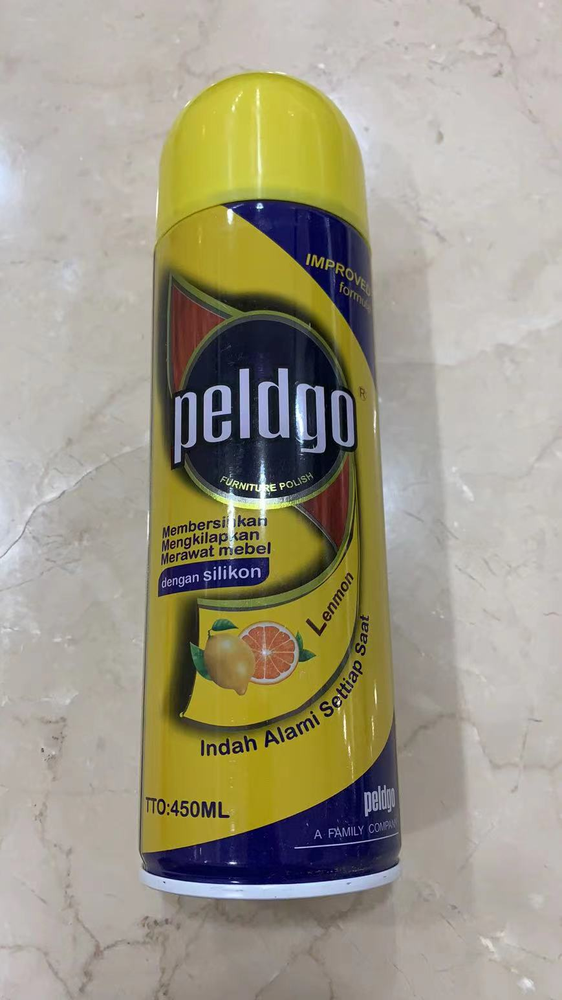 IMPROVED
formula
peldgo®
FURNITURE POLISH
Membersihkan
Mengkilapkan
Merawat mebel
dengan silikon
Lenmon
Indah Alami Settiap Saat
TTO:450ML
peldgo
A FAMILY COMPANY